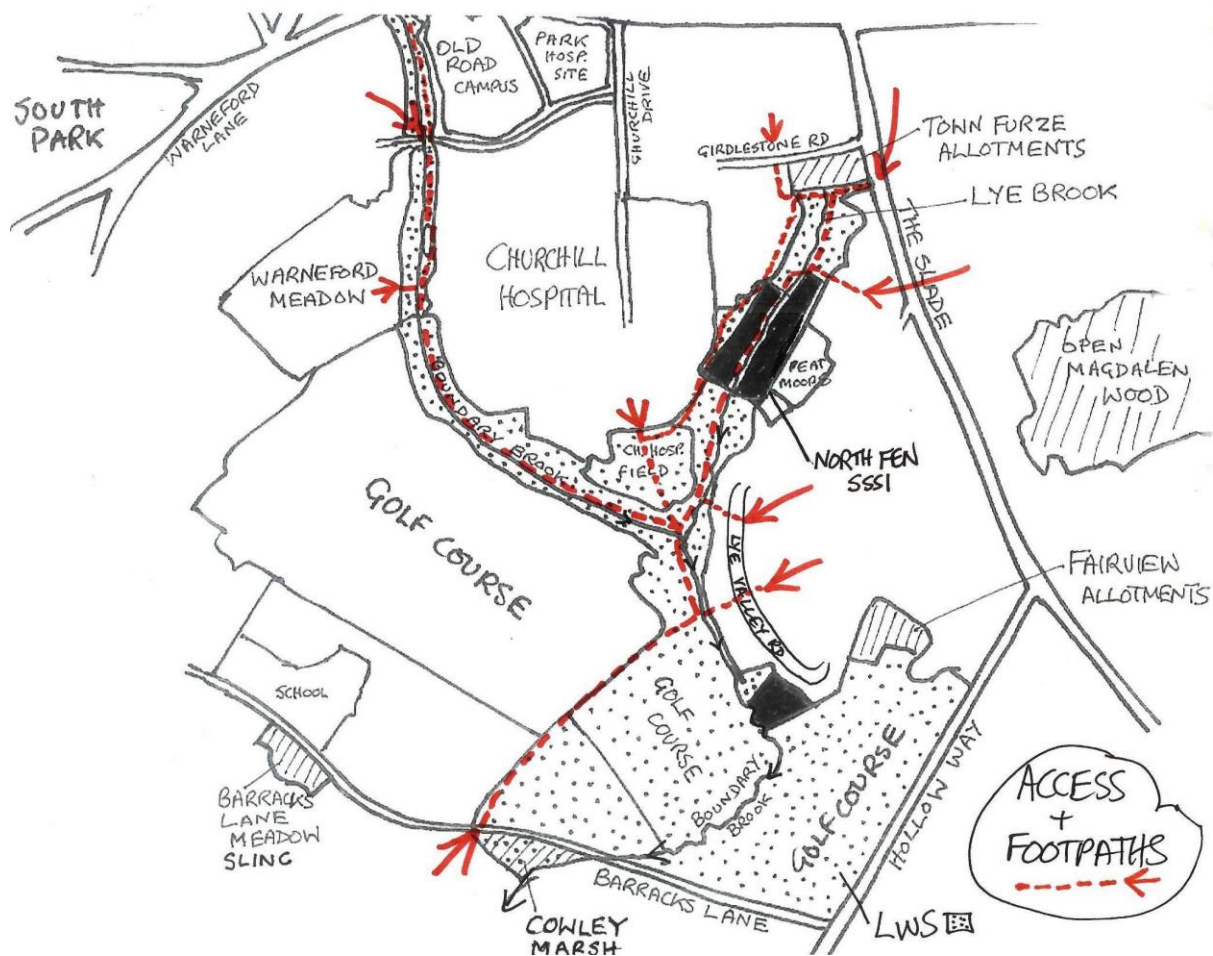 OLD
ROAD
CAMPUS
PARK
HOSP.
SITE
CHURCHILL
DRIVE
SOUTH
PARK
WARNEFORD
LANE
GIRDLESTONE RD
TOWN FURZE
ALLOTMENTS
LYE BROOK
THE SLADE
WARNEFORD
MEADOW
CHURCHILL
HOSPITAL
OPEN
MAGDALEN
WOOD
PEAT
MOORS
BOUNDARY BROOK
CH. HOSP.
FIELD
NORTH FEN
SSSI
GOLF COURSE
LYE VALLEY RD
FAIRVIEW
ALLOTMENTS
SCHOOL
GOLF
COURSE
BOUNDARY
BROOK
GOLF COURSE
HOLLOW WAY
BARRACKS
LANE
MEADOW
SLING
BARRACKS LANE
COWLEY
MARSH
LWS
ACCESS
+
FOOTPATHS